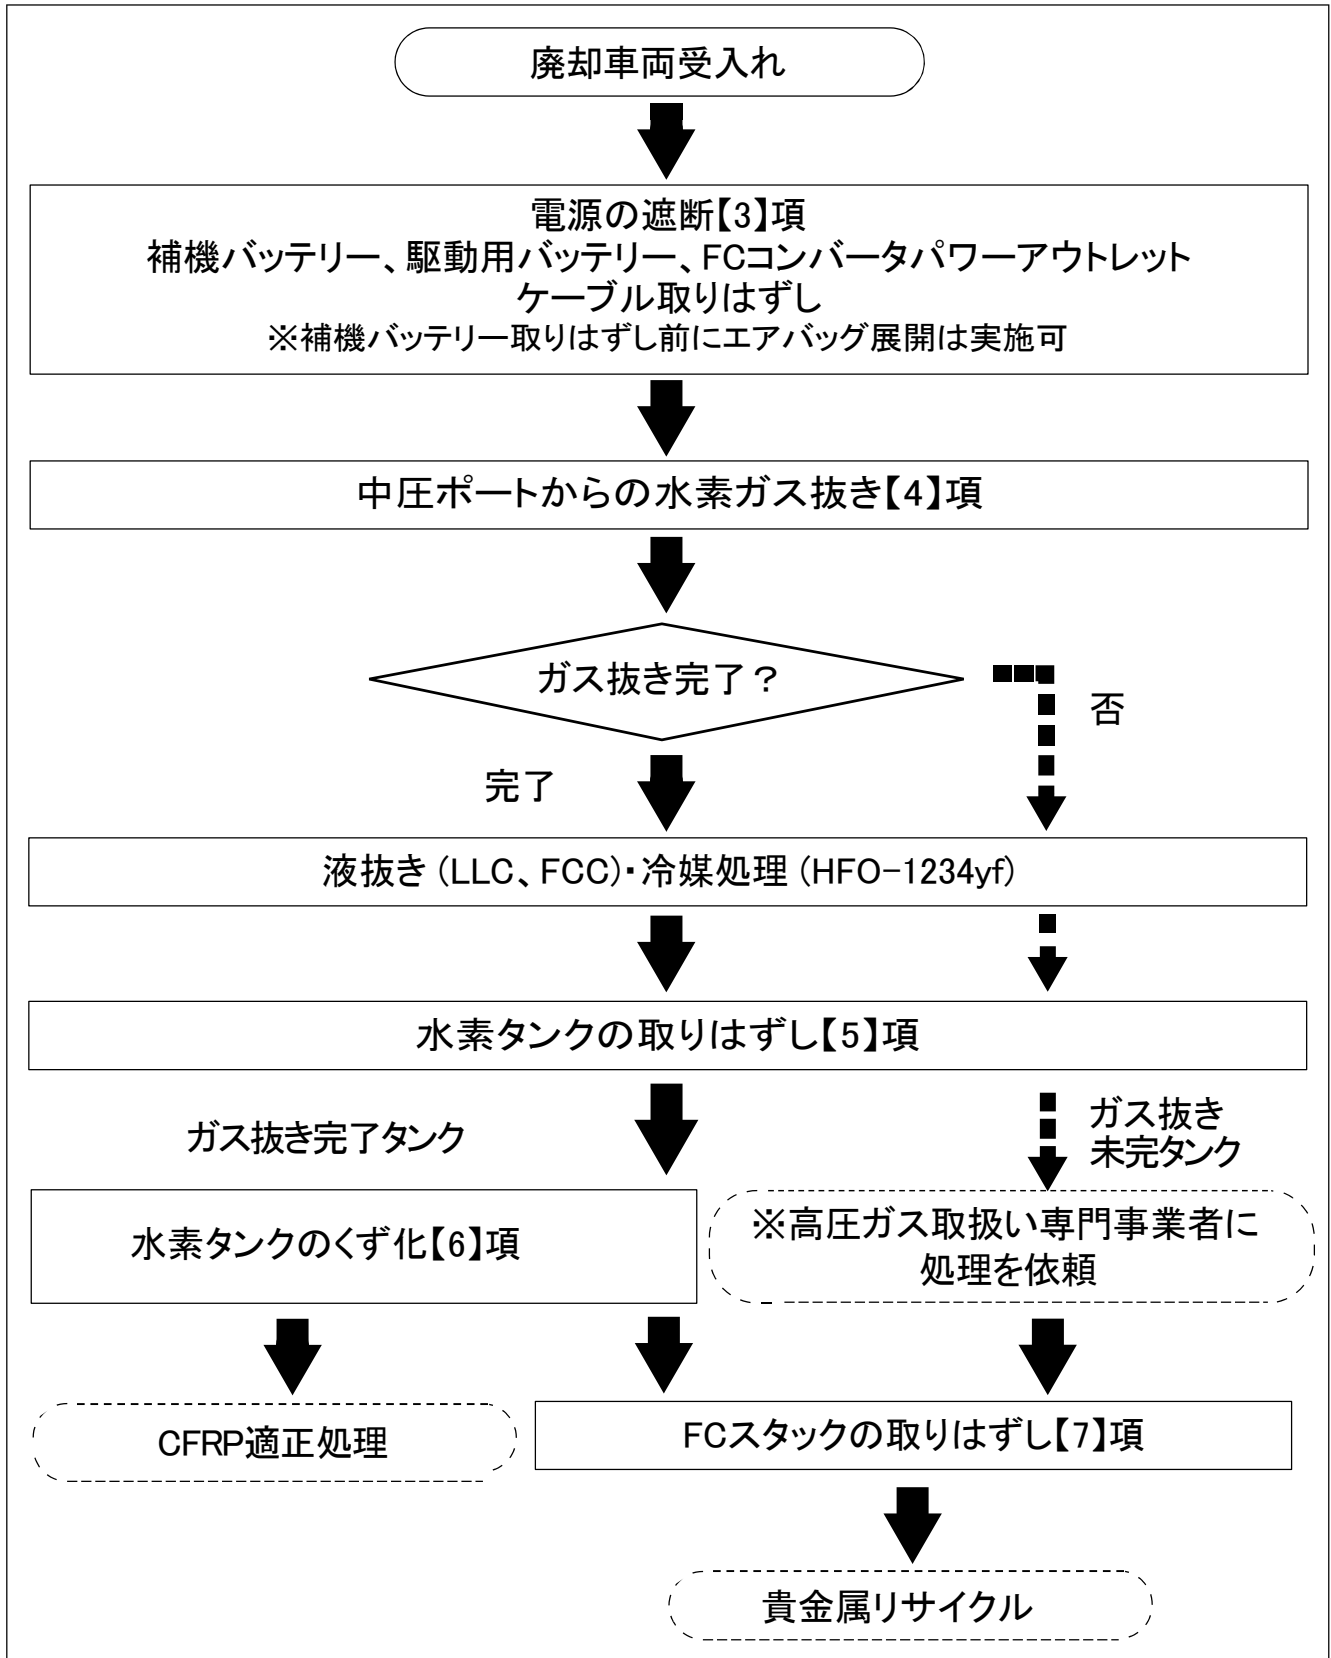 廃却車両受入れ
電源の遮断【3】項
補機バッテリー、駆動用バッテリー、FCコンバータパワーアウトレット
ケーブル取りはずし
※補機バッテリー取りはずし前にエアバッグ展開は実施可
中圧ポートからの水素ガス抜き【4】項
ガス抜き完了？
否
完了
液抜き (LLC、FCC)・冷媒処理 (HFO-1234yf)
水素タンクの取りはずし【5】項
ガス抜き完了タンク
ガス抜き
未完タンク
水素タンクのくず化【6】項
※高圧ガス取扱い専門事業者に
処理を依頼
CFRP適正処理
FCスタックの取りはずし【7】項
貴金属リサイクル